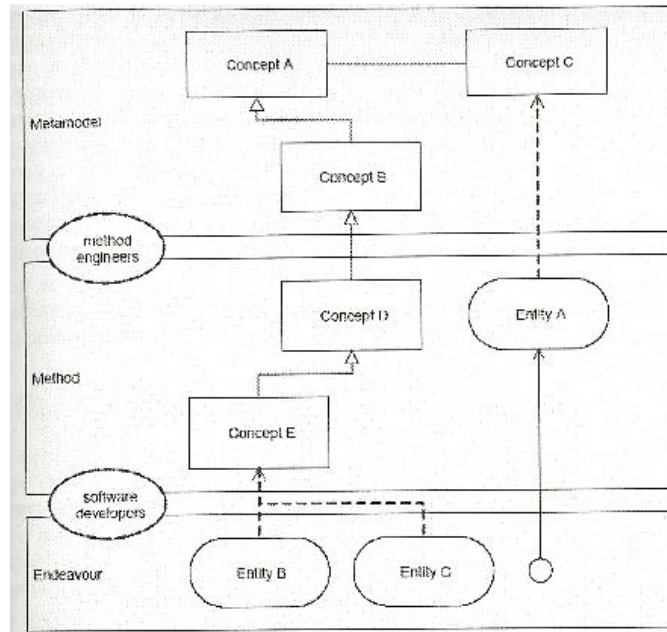 Concept A
Concept C
Metamodel
Concept B
method
engineers
Concept D
Entity A
Method
Concept E
software
developers
Endeavour
Entity B
Entity C